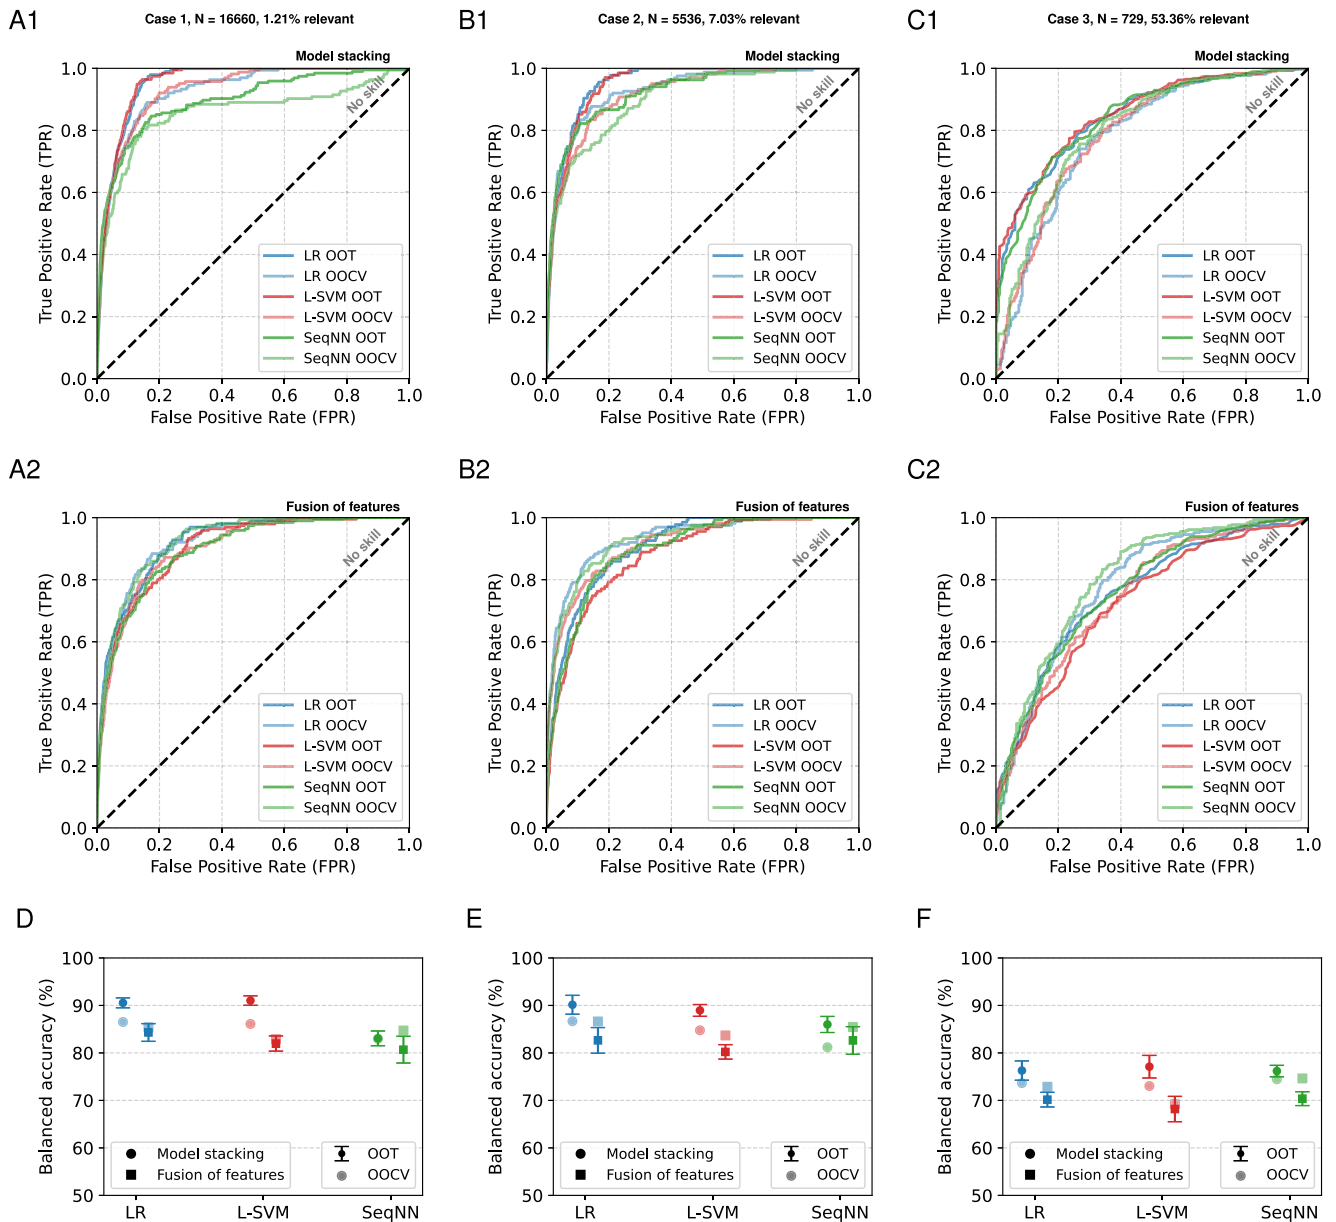 A1
Case 1, N = 16660, 1.21% relevant
Model stacking
1.0
0.8
0.6
0.4
0.2
0.0
True Positive Rate (TPR)
No skill
LR OOT
LR OOCV
L-SVM OOT
L-SVM OOCV
SeqNN OOT
SeqNN OOCV
0.0 0.2 0.4 0.6 0.8 1.0
False Positive Rate (FPR)
B1
Case 2, N = 5536, 7.03% relevant
Model stacking
1.0
0.8
0.6
0.4
0.2
0.0
True Positive Rate (TPR)
No skill
LR OOT
LR OOCV
L-SVM OOT
L-SVM OOCV
SeqNN OOT
SeqNN OOCV
0.0 0.2 0.4 0.6 0.8 1.0
False Positive Rate (FPR)
C1
Case 3, N = 729, 53.36% relevant
Model stacking
1.0
0.8
0.6
0.4
0.2
0.0
True Positive Rate (TPR)
No skill
LR OOT
LR OOCV
L-SVM OOT
L-SVM OOCV
SeqNN OOT
SeqNN OOCV
0.0 0.2 0.4 0.6 0.8 1.0
False Positive Rate (FPR)
A2
Fusion of features
1.0
0.8
0.6
0.4
0.2
0.0
True Positive Rate (TPR)
No skill
LR OOT
LR OOCV
L-SVM OOT
L-SVM OOCV
SeqNN OOT
SeqNN OOCV
0.0 0.2 0.4 0.6 0.8 1.0
False Positive Rate (FPR)
B2
Fusion of features
1.0
0.8
0.6
0.4
0.2
0.0
True Positive Rate (TPR)
No skill
LR OOT
LR OOCV
L-SVM OOT
L-SVM OOCV
SeqNN OOT
SeqNN OOCV
0.0 0.2 0.4 0.6 0.8 1.0
False Positive Rate (FPR)
C2
Fusion of features
1.0
0.8
0.6
0.4
0.2
0.0
True Positive Rate (TPR)
No skill
LR OOT
LR OOCV
L-SVM OOT
L-SVM OOCV
SeqNN OOT
SeqNN OOCV
0.0 0.2 0.4 0.6 0.8 1.0
False Positive Rate (FPR)
D
100
90
80
70
60
50
Balanced accuracy (%)
Model stacking
Fusion of features
OOT
OOCV
LR L-SVM SeqNN
E
100
90
80
70
60
50
Balanced accuracy (%)
Model stacking
Fusion of features
OOT
OOCV
LR L-SVM SeqNN
F
100
90
80
70
60
50
Balanced accuracy (%)
Model stacking
Fusion of features
OOT
OOCV
LR L-SVM SeqNN